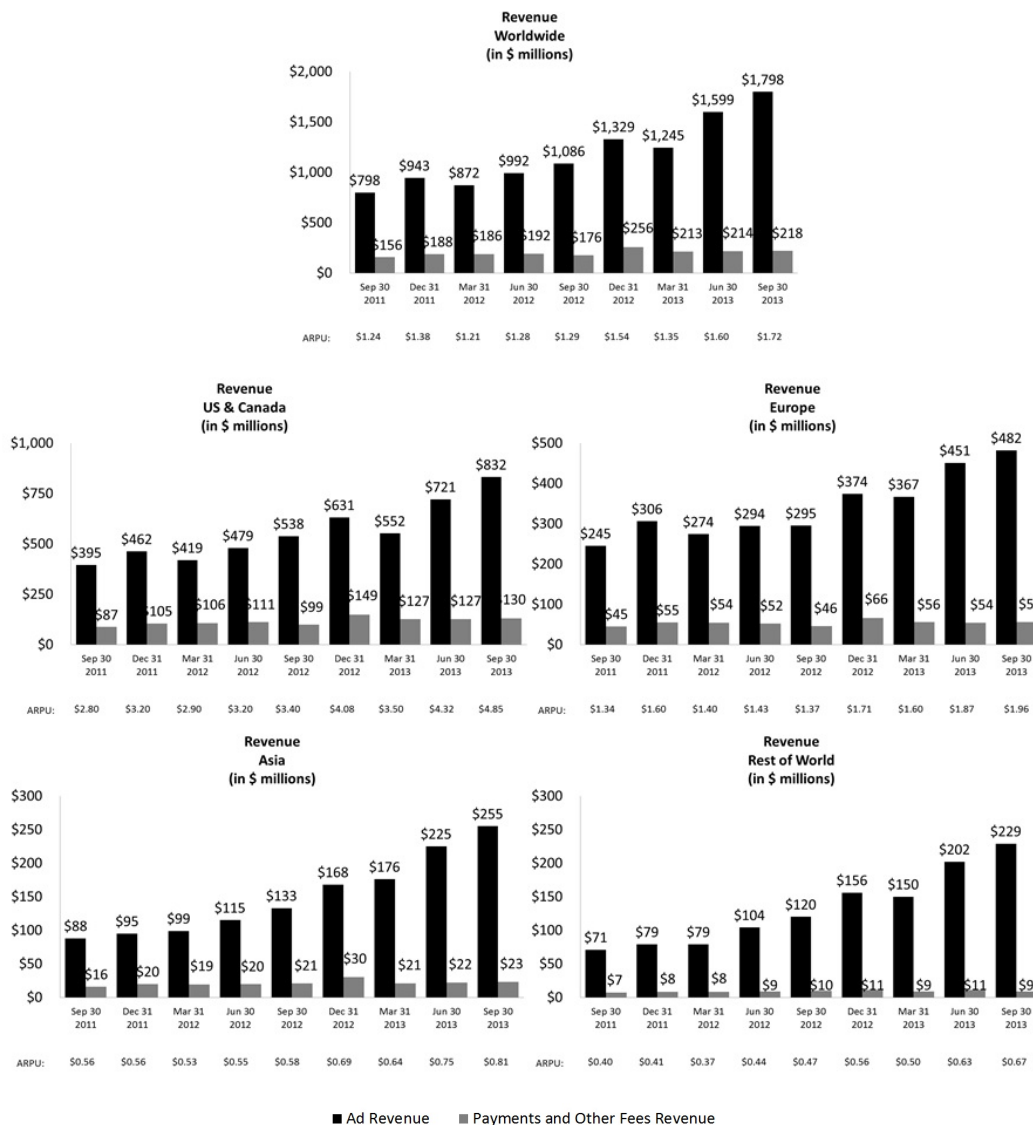 Revenue
Worldwide
(in $ millions)
$2,000
$1,500
$1,000
$500
$0
$798 $943 $872 $992 $1,086 $1,329 $1,245 $1,599 $1,798
$156 $188 $186 $192 $176 $256 $213 $214 $218
Sep 30 Dec 31 Mar 31 Jun 30 Sep 30 Dec 31 Mar 31 Jun 30 Sep 30
2011 2011 2012 2012 2012 2012 2013 2013 2013
ARPU: $1.24 $1.38 $1.21 $1.28 $1.29 $1.54 $1.35 $1.60 $1.72
Revenue
US & Canada
(in $ millions)
$1,000
$750
$500
$250
$0
$395 $462 $419 $479 $538 $631 $552 $721 $832
$87 $105 $106 $111 $99 $149 $127 $127 $130
Sep 30 Dec 31 Mar 31 Jun 30 Sep 30 Dec 31 Mar 31 Jun 30 Sep 30
2011 2011 2012 2012 2012 2012 2013 2013 2013
ARPU: $2.80 $3.20 $2.90 $3.20 $3.40 $4.08 $3.50 $4.32 $4.85
Revenue
Europe
(in $ millions)
$500
$400
$300
$200
$100
$0
$245 $306 $274 $294 $295 $374 $367 $451 $482
$45 $55 $54 $52 $46 $66 $56 $54 $5
Sep 30 Dec 31 Mar 31 Jun 30 Sep 30 Dec 31 Mar 31 Jun 30 Sep 30
2011 2011 2012 2012 2012 2012 2013 2013 2013
ARPU: $1.34 $1.60 $1.40 $1.43 $1.37 $1.71 $1.60 $1.87 $1.96
Revenue
Asia
(in $ millions)
$300
$250
$200
$150
$100
$50
$0
$88 $95 $99 $115 $133 $168 $176 $225 $255
$16 $20 $19 $20 $21 $30 $21 $22 $23
Sep 30 Dec 31 Mar 31 Jun 30 Sep 30 Dec 31 Mar 31 Jun 30 Sep 30
2011 2011 2012 2012 2012 2012 2013 2013 2013
ARPU: $0.56 $0.56 $0.53 $0.55 $0.58 $0.69 $0.64 $0.75 $0.81
Revenue
Rest of World
(in $ millions)
$300
$250
$200
$150
$100
$50
$0
$71 $79 $79 $104 $120 $156 $150 $202 $229
$7 $8 $8 $9 $10 $11 $9 $11 $9
Sep 30 Dec 31 Mar 31 Jun 30 Sep 30 Dec 31 Mar 31 Jun 30 Sep 30
2011 2011 2012 2012 2012 2012 2013 2013 2013
ARPU: $0.40 $0.41 $0.37 $0.44 $0.47 $0.56 $0.50 $0.63 $0.67
Ad Revenue Payments and Other Fees Revenue